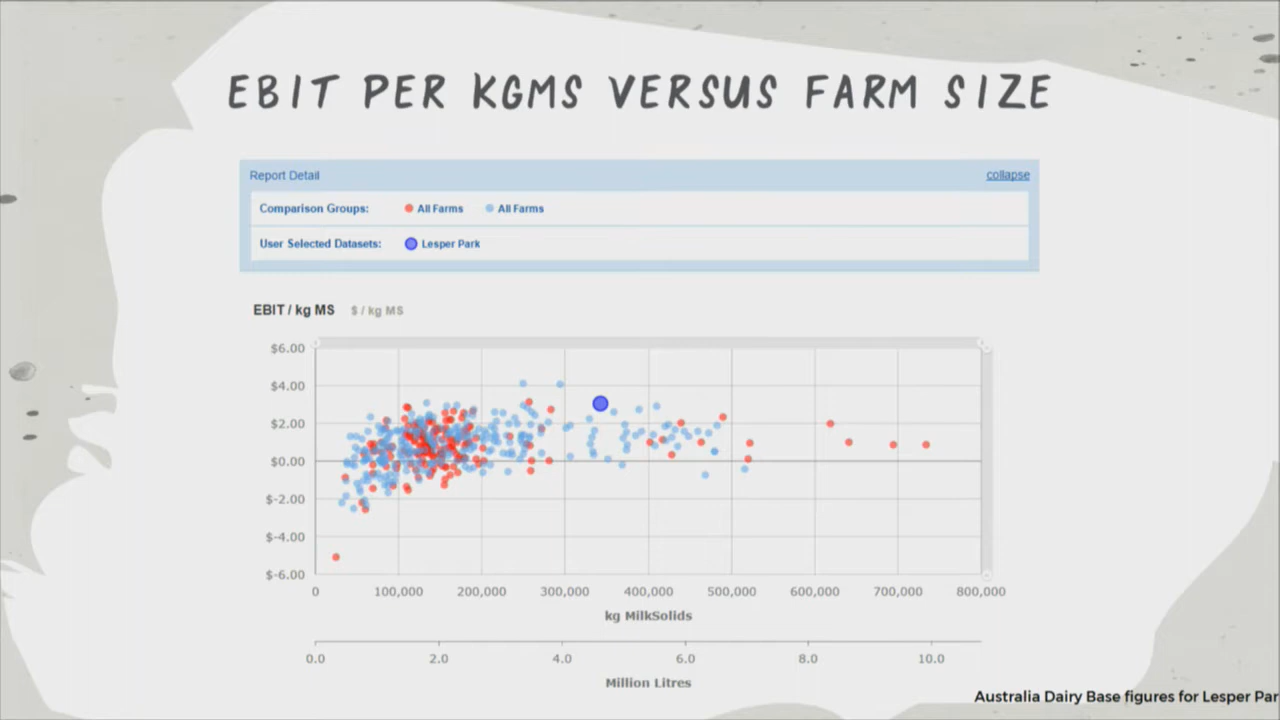 EBIT PER KGMS VERSUS FARM SIZE
Report Detail collapse
Comparison Groups: All Farms All Farms
User Selected Datasets: Lesper Park
EBIT / kg MS $ / kg MS
$6.00
$4.00
$2.00
$0.00
$-2.00
$-4.00
$-6.00
0 100,000 200,000 300,000 400,000 500,000 600,000 700,000 800,000
kg MilkSolids
0.0 2.0 4.0 6.0 8.0 10.0
Million Litres
Australia Dairy Base figures for Lesper Par